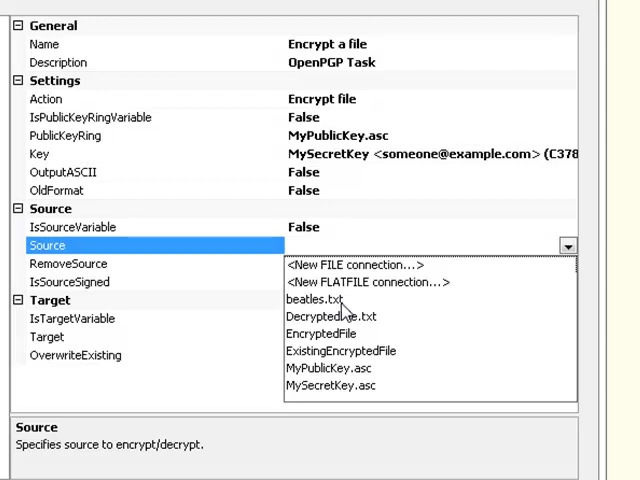 General
Name Encrypt a file
Description OpenPGP Task
Settings
Action Encrypt file
IsPublicKeyRingVariable False
PublicKeyRing MyPublicKey.asc
Key MySecretKey <someone@example.com> (C378
OutputASCII False
OldFormat False
Source
IsSourceVariable False
Source
RemoveSource <New FILE connection...>
IsSourceSigned <New FLATFILE connection...>
Target beatles.txt
IsTargetVariable
Target EncryptedFile
OverwriteExisting ExistingEncryptedFile
MyPublicKey.asc
MySecretKey.asc
Source
Specifies source to encrypt/decrypt.